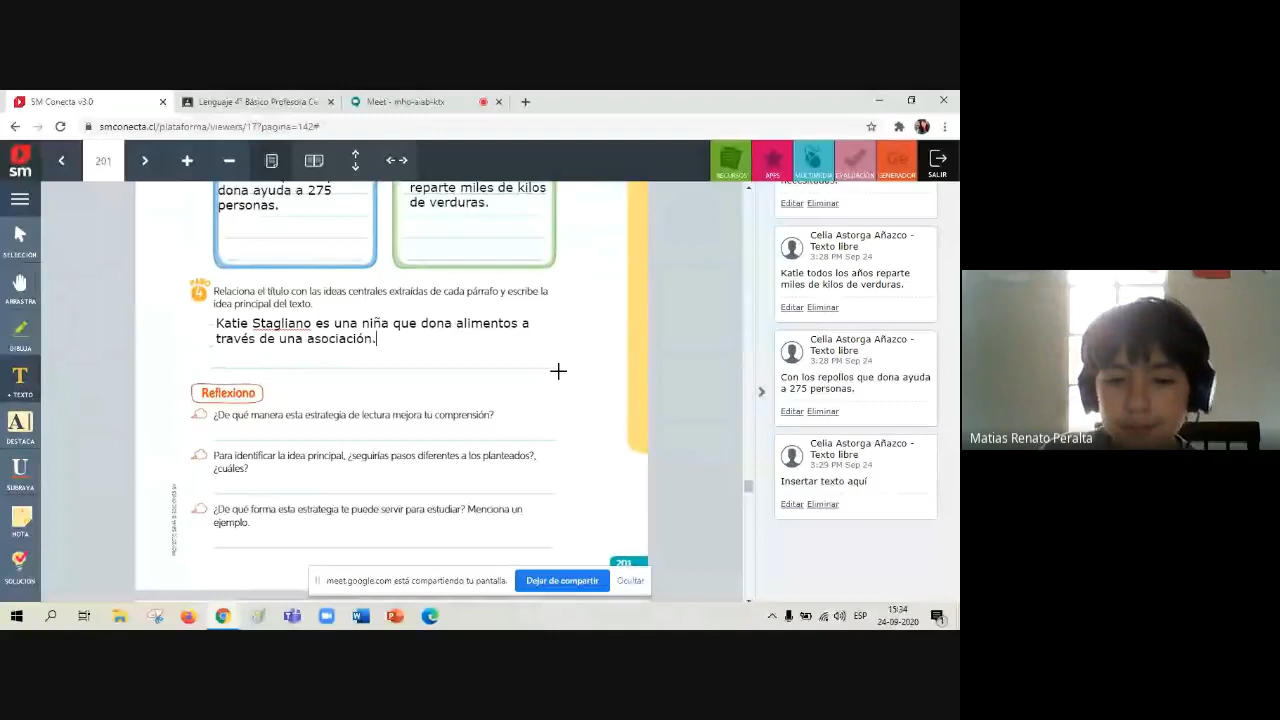 SM Conecta v3.0
Lenguaje 4º Básico Profesora Ce
Meet - mho-aiab-ktx
smconecta.cl/plataforma/viewers/17?pagina=142#
sm
201
RECURSOS
APPS
MULTIMEDIA
EVALUACIÓN
GENERADOR
SALIR
SELECCIÓN
ARRASTRA
DIBUJA
+ TEXTO
DESTACA
SUBRAYA
NOTA
SOLUCIÓN
dona ayuda a 275
personas.
reparte miles de kilos
de verduras.
PASO
4
Relaciona el título con las ideas centrales extraídas de cada párrafo y escribe la
idea principal del texto.
Katie Stagliano es una niña que dona alimentos a
través de una asociación.
Reflexiono
¿De qué manera esta estrategia de lectura mejora tu comprensión?
Para identificar la idea principal, ¿seguirías pasos diferentes a los planteados?,
¿cuáles?
¿De qué forma esta estrategia te puede servir para estudiar? Menciona un
ejemplo.
201
necesitados.
Editar Eliminar
Celia Astorga Añazco -
Texto libre
3:28 PM Sep 24
Katie todos los años reparte
miles de kilos de verduras.
Editar Eliminar
Celia Astorga Añazco -
Texto libre
3:28 PM Sep 24
Con los repollos que dona ayuda
a 275 personas.
Editar Eliminar
Celia Astorga Añazco -
Texto libre
3:29 PM Sep 24
Insertar texto aquí
Editar Eliminar
meet.google.com está compartiendo tu pantalla.
Dejar de compartir
Ocultar
ESP
15:34
24-09-2020
Matias Renato Peralta